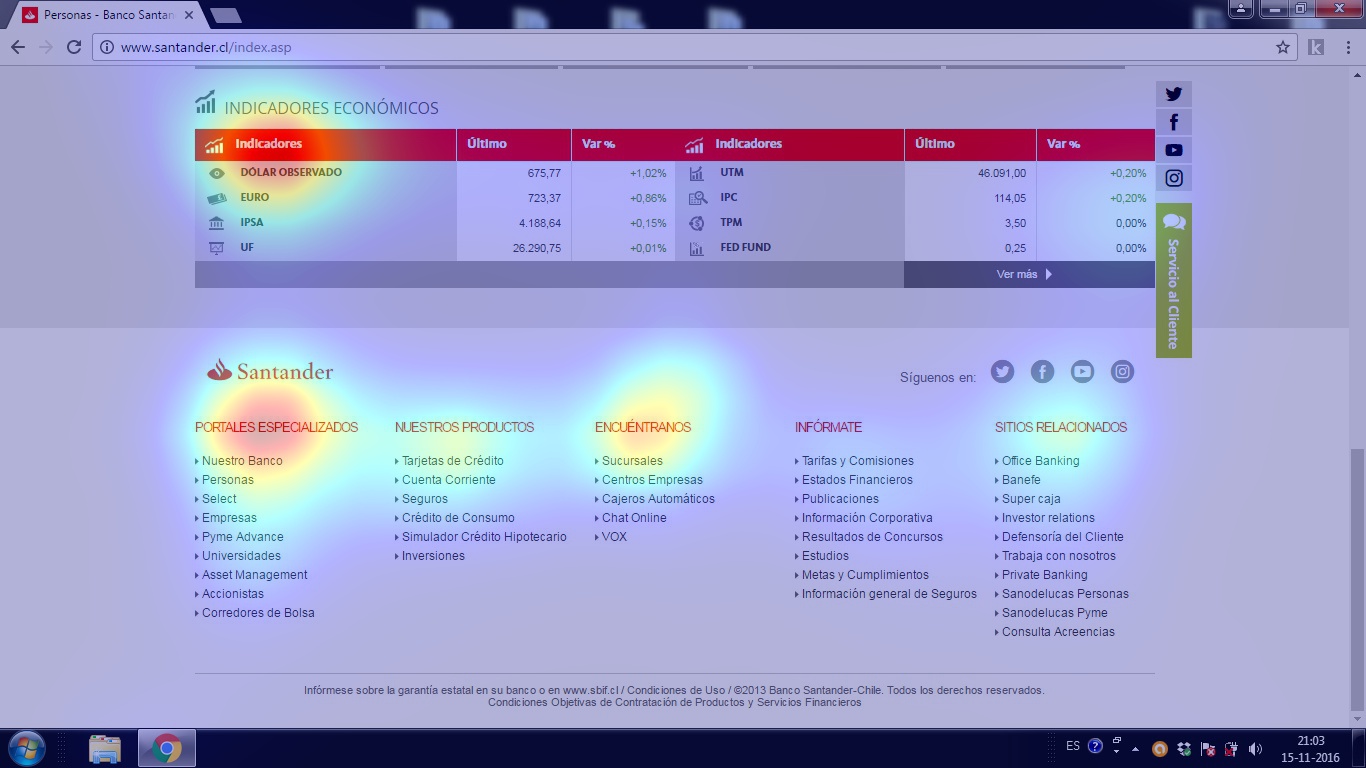 Personas - Banco Santan
www.santander.cl/index.asp
INDICADORES ECONÓMICOS
Indicadores Último Var % Indicadores Último Var %
DÓLAR OBSERVADO 675,77 +1,02% UTM 46.091,00 +0,20%
EURO 723,37 +0,86% IPC 114,05 +0,20%
IPSA 4.188,64 +0,15% TPM 3,50 0,00%
UF 26.290,75 +0,01% FED FUND 0,25 0,00%
Ver más
Servicio al Cliente
Santander
Síguenos en:
PORTALES ESPECIALIZADOS
Nuestro Banco
Personas
Select
Empresas
Pyme Advance
Universidades
Asset Management
Accionistas
Corredores de Bolsa
NUESTROS PRODUCTOS
Tarjetas de Crédito
Cuenta Corriente
Seguros
Crédito de Consumo
Simulador Crédito Hipotecario
Inversiones
ENCUÉNTRANOS
Sucursales
Centros Empresas
Cajeros Automáticos
Chat Online
VOX
INFÓRMATE
Tarifas y Comisiones
Estados Financieros
Publicaciones
Información Corporativa
Resultados de Concursos
Estudios
Metas y Cumplimientos
Información general de Seguros
SITIOS RELACIONADOS
Office Banking
Banefe
Super caja
Investor relations
Defensoría del Cliente
Trabaja con nosotros
Private Banking
Sanodelucas Personas
Sanodelucas Pyme
Consulta Acreencias
Infórmese sobre la garantía estatal en su banco o en www.sbif.cl / Condiciones de Uso / ©2013 Banco Santander-Chile. Todos los derechos reservados.
Condiciones Objetivas de Contratación de Productos y Servicios Financieros
ES
21:03
15-11-2016